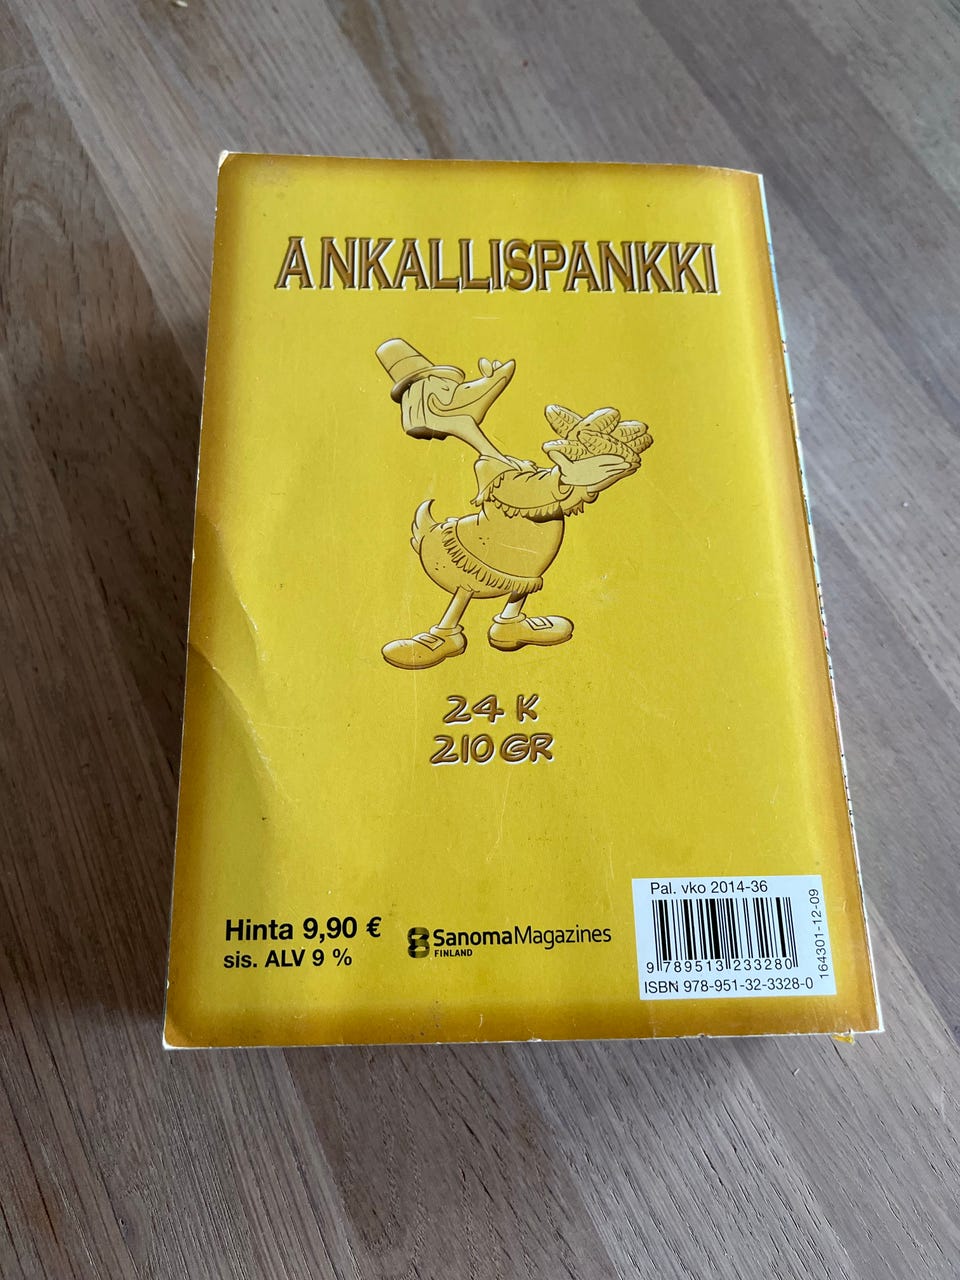 ANKALLISPANKKI
24 K
210 GR
Hinta 9,90 €
sis. ALV 9 %
SanomaMagazines
FINLAND
Pal. vko 2014-36
9 789513 233280
ISBN 978-951-32-3328-0
164301-12-09